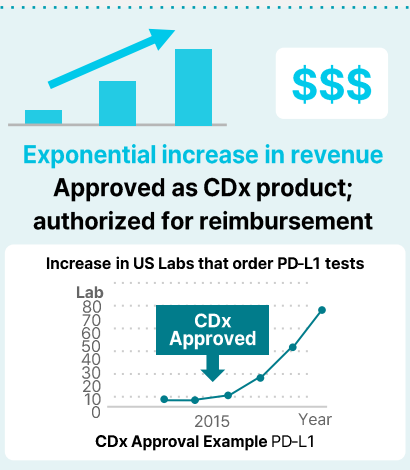 $$$
Exponential increase in revenue
Approved as CDx product;
authorized for reimbursement
Increase in US Labs that order PD-L1 tests
Lab
80
70
60
50
40
30
20
10
0
CDx
Approved
2015
Year
CDx Approval Example PD-L1